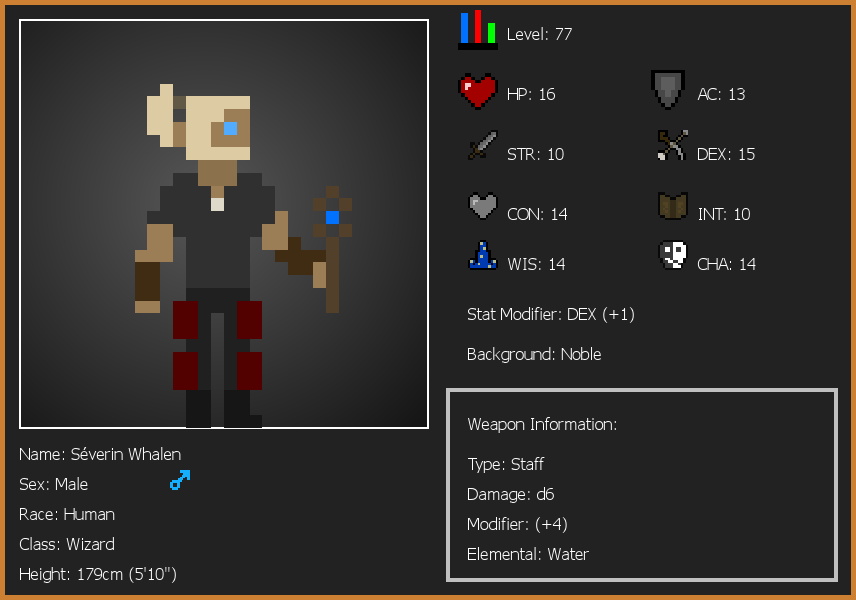 Level: 77
HP: 16
AC: 13
STR: 10
DEX: 15
CON: 14
INT: 10
WIS: 14
CHA: 14
Stat Modifier: DEX (+1)
Background: Noble
Weapon Information:
Type: Staff
Damage: d6
Modifier: (+4)
Elemental: Water
Name: Séverin Whalen
Sex: Male
Race: Human
Class: Wizard
Height: 179cm (5'10")